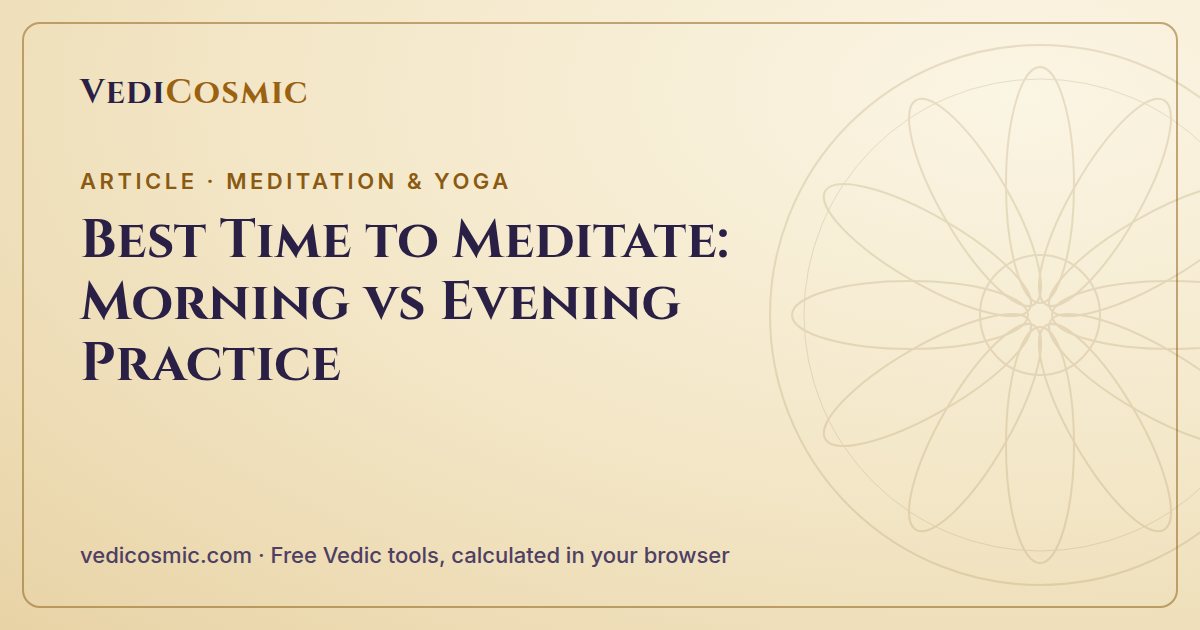 VediCosmic
ARTICLE · MEDITATION & YOGA
Best Time to Meditate:
Morning vs Evening
Practice
vedicosmic.com · Free Vedic tools, calculated in your browser